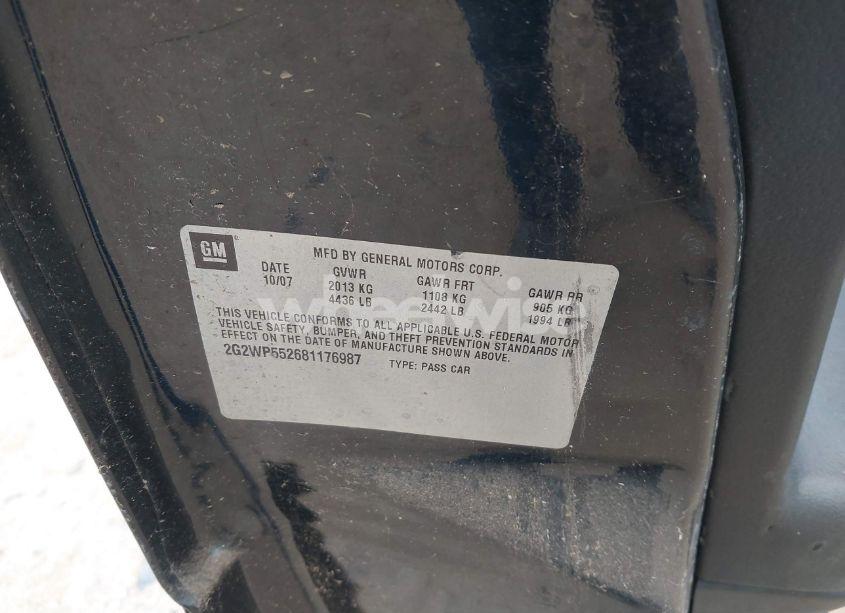 GM
MFD BY GENERAL MOTORS CORP.
DATE GVWR GAWR FRT GAWR RR
10/07 2013 KG 1108 KG 905 KG
4436 LB 2442 LB 1994 LB
THIS VEHICLE CONFORMS TO ALL APPLICABLE U.S. FEDERAL MOTOR
VEHICLE SAFETY, BUMPER, AND THEFT PREVENTION STANDARDS IN
EFFECT ON THE DATE OF MANUFACTURE SHOWN ABOVE.
2G2WP552681176987 TYPE: PASS CAR
wheelwise